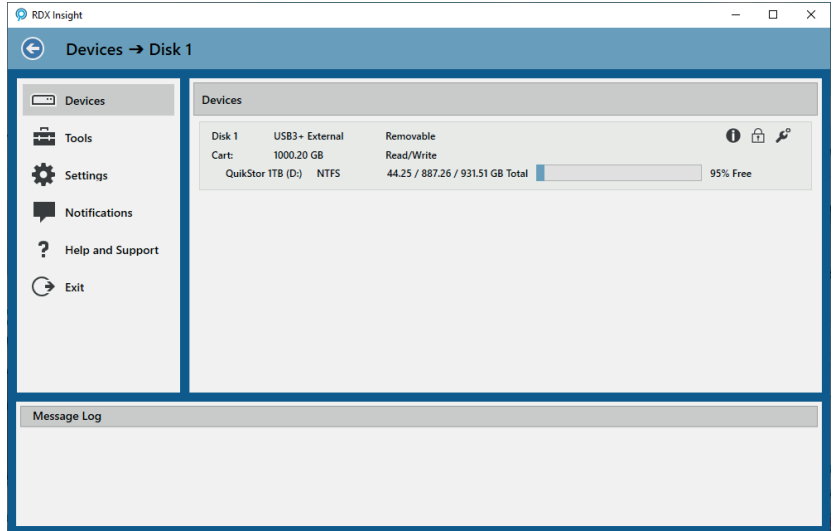 RDX Insight
Devices → Disk 1
Devices
Tools
Settings
Notifications
? Help and Support
Exit
Devices
Disk 1 USB3+ External Removable
Cart: 1000.20 GB Read/Write
QuikStor 1TB (D:) NTFS 44.25 / 887.26 / 931.51 GB Total 95% Free
Message Log